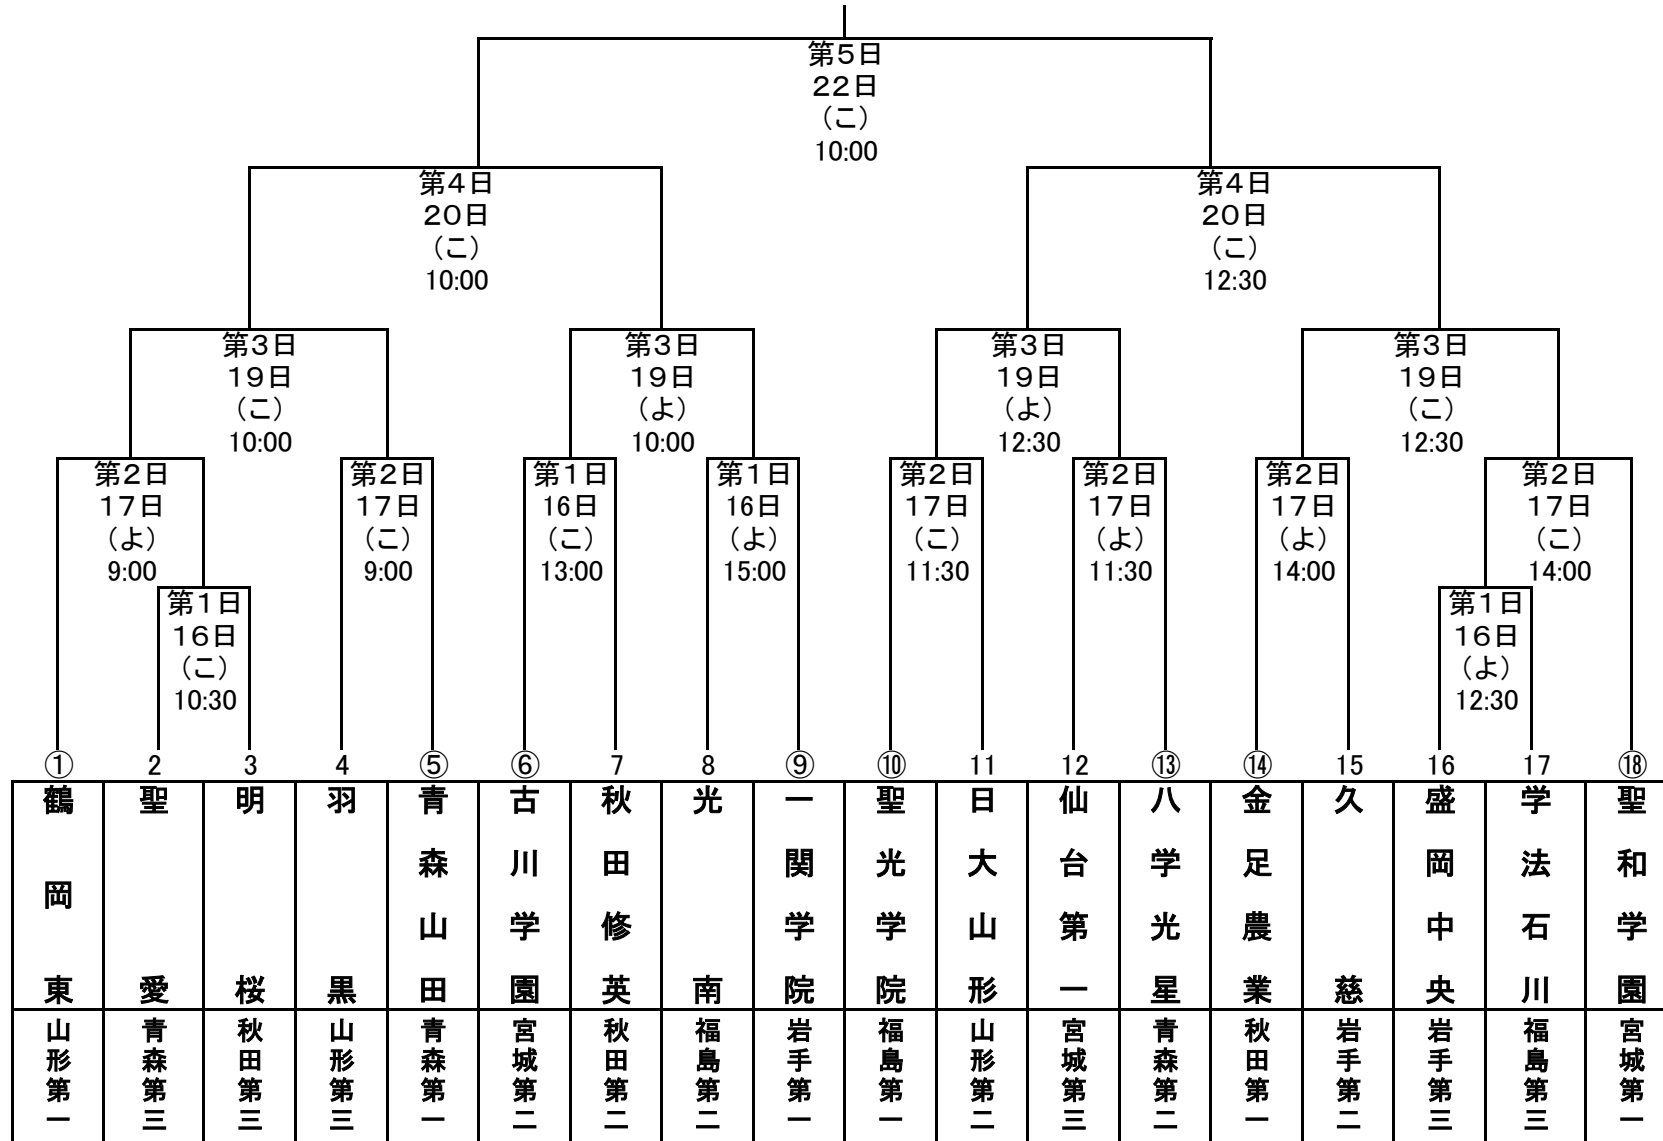 第５日
２２日
（こ）
10:00
第４日
２０日
（こ）
10:00
第４日
２０日
（こ）
12:30
第３日
１９日
（こ）
10:00
第３日
１９日
（よ）
10:00
第３日
１９日
（よ）
12:30
第３日
１９日
（こ）
12:30
第２日
１７日
（よ）
9:00
第２日
１７日
（こ）
9:00
第１日
16日
（こ）
13:00
第１日
16日
（よ）
15:00
第２日
１７日
（こ）
11:30
第２日
１７日
（よ）
11:30
第２日
１７日
（よ）
14:00
第２日
１７日
（こ）
14:00
第１日
１６日
（こ）
10:30
第１日
１６日
（よ）
12:30
① 2 3 4 ⑤ ⑥ 7 8 ⑨ ⑩ 11 12 ⑬ ⑭ 15 16 17 ⑱
鶴岡東
聖愛
明桜
羽黒
青森山田
古川学園
秋田修英
光南
一関学院
聖光学院
日大山形
仙台第一
八学光星
金足農業
久慈
盛岡中央
学法石川
聖和学園
山形第一
青森第三
秋田第三
山形第三
青森第一
宮城第二
秋田第二
福島第二
岩手第一
福島第一
山形第二
宮城第三
青森第二
秋田第一
岩手第二
岩手第三
福島第三
宮城第一